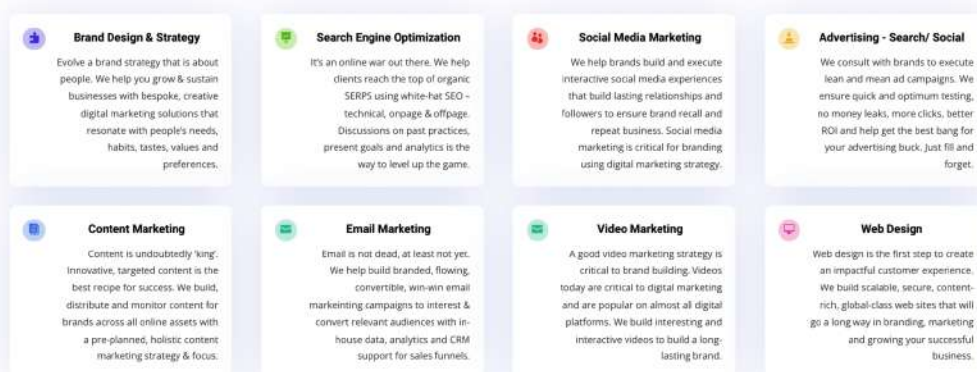 Brand Design & Strategy
Evolve a brand strategy that is about
people. We help you grow & sustain
businesses with bespoke, creative
digital marketing solutions that
resonate with people's needs,
habits, tastes, values and
preferences.
Search Engine Optimization
It's an online war out there. We help
clients reach the top of organic
SERPS using white-hat SEO –
technical, onpage & offpage.
Discussions on past practices,
present goals and analytics is the
way to level up the game.
Social Media Marketing
We help brands build and execute
interactive social media experiences
that build lasting relationships and
followers to ensure brand recall and
repeat business. Social media
marketing is critical for branding
using digital marketing strategy.
Advertising - Search/ Social
We consult with brands to execute
lean and mean ad campaigns. We
ensure quick and optimum testing,
no money leaks, more clicks, better
ROI and help get the best bang for
your advertising buck. Just fill and
forget.
Content Marketing
Content is undoubtedly 'king'.
Innovative, targeted content is the
best recipe for success. We build,
distribute and monitor content for
brands across all online assets with
a pre-planned, holistic content
marketing strategy & focus.
Email Marketing
Email is not dead, at least not yet.
We help build branded, flowing,
convertible, win-win email
markeinting campaigns to interest &
convert relevant audiences with in-
house data, analytics and CRM
support for sales funnels.
Video Marketing
A good video marketing strategy is
critical to brand building. Videos
today are critical to digital marketing
and are popular on almost all digital
platforms. We build interesting and
interactive videos to build a long-
lasting brand.
Web Design
Web design is the first step to create
an impactful customer experience.
We build scalable, secure, content-
rich, global-class web sites that will
go a long way in branding, marketing
and growing your successful
business.